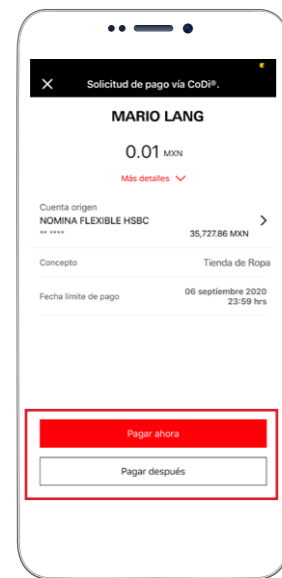 Solicitud de pago vía CoDi®.
MARIO LANG
0.01 MXN
Más detalles
Cuenta origen
NOMINA FLEXIBLE HSBC
** ****
35,727.86 MXN
Concepto
Tienda de Ropa
Fecha límite de pago
06 septiembre 2020
23:59 hrs
Pagar ahora
Pagar después